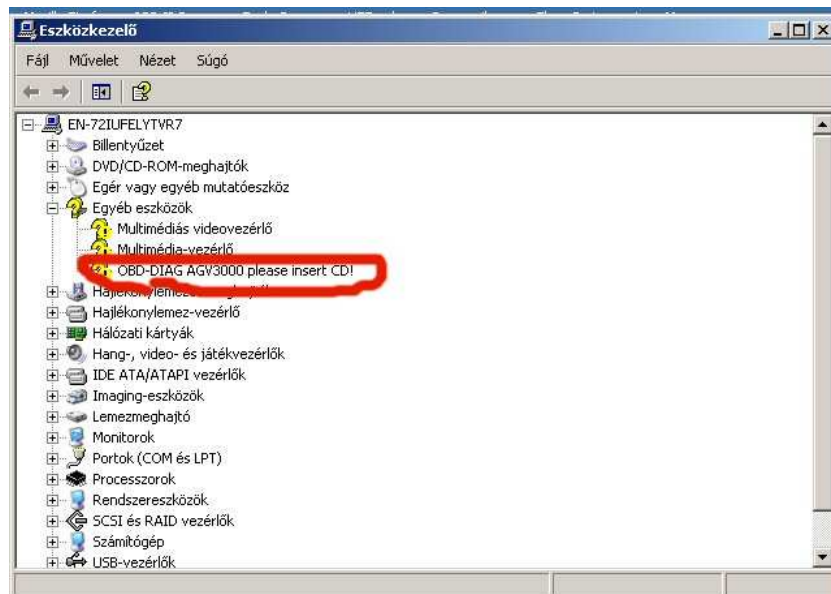 Eszközkezelő
Fájl Művelet Nézet Súgó
EN-72IUFELYTVR7
Billentyűzet
DVD/CD-ROM-meghajtók
Egér vagy egyéb mutatóeszköz
Egyéb eszközök
Multimédiás videovezérlő
Multimédia-vezérlő
OBD-DIAG AGV3000 please insert CD!
Hajlékonylemez-vezérlő
Hálózati kártyák
Hang-, video- és játékvezérlők
IDE ATA/ATAPI vezérlők
Imaging-eszközök
Lemezmeghajtó
Monitorok
Portok (COM és LPT)
Processzorok
Rendszereszközök
SCSI és RAID vezérlők
Számítógép
USB-vezérlők